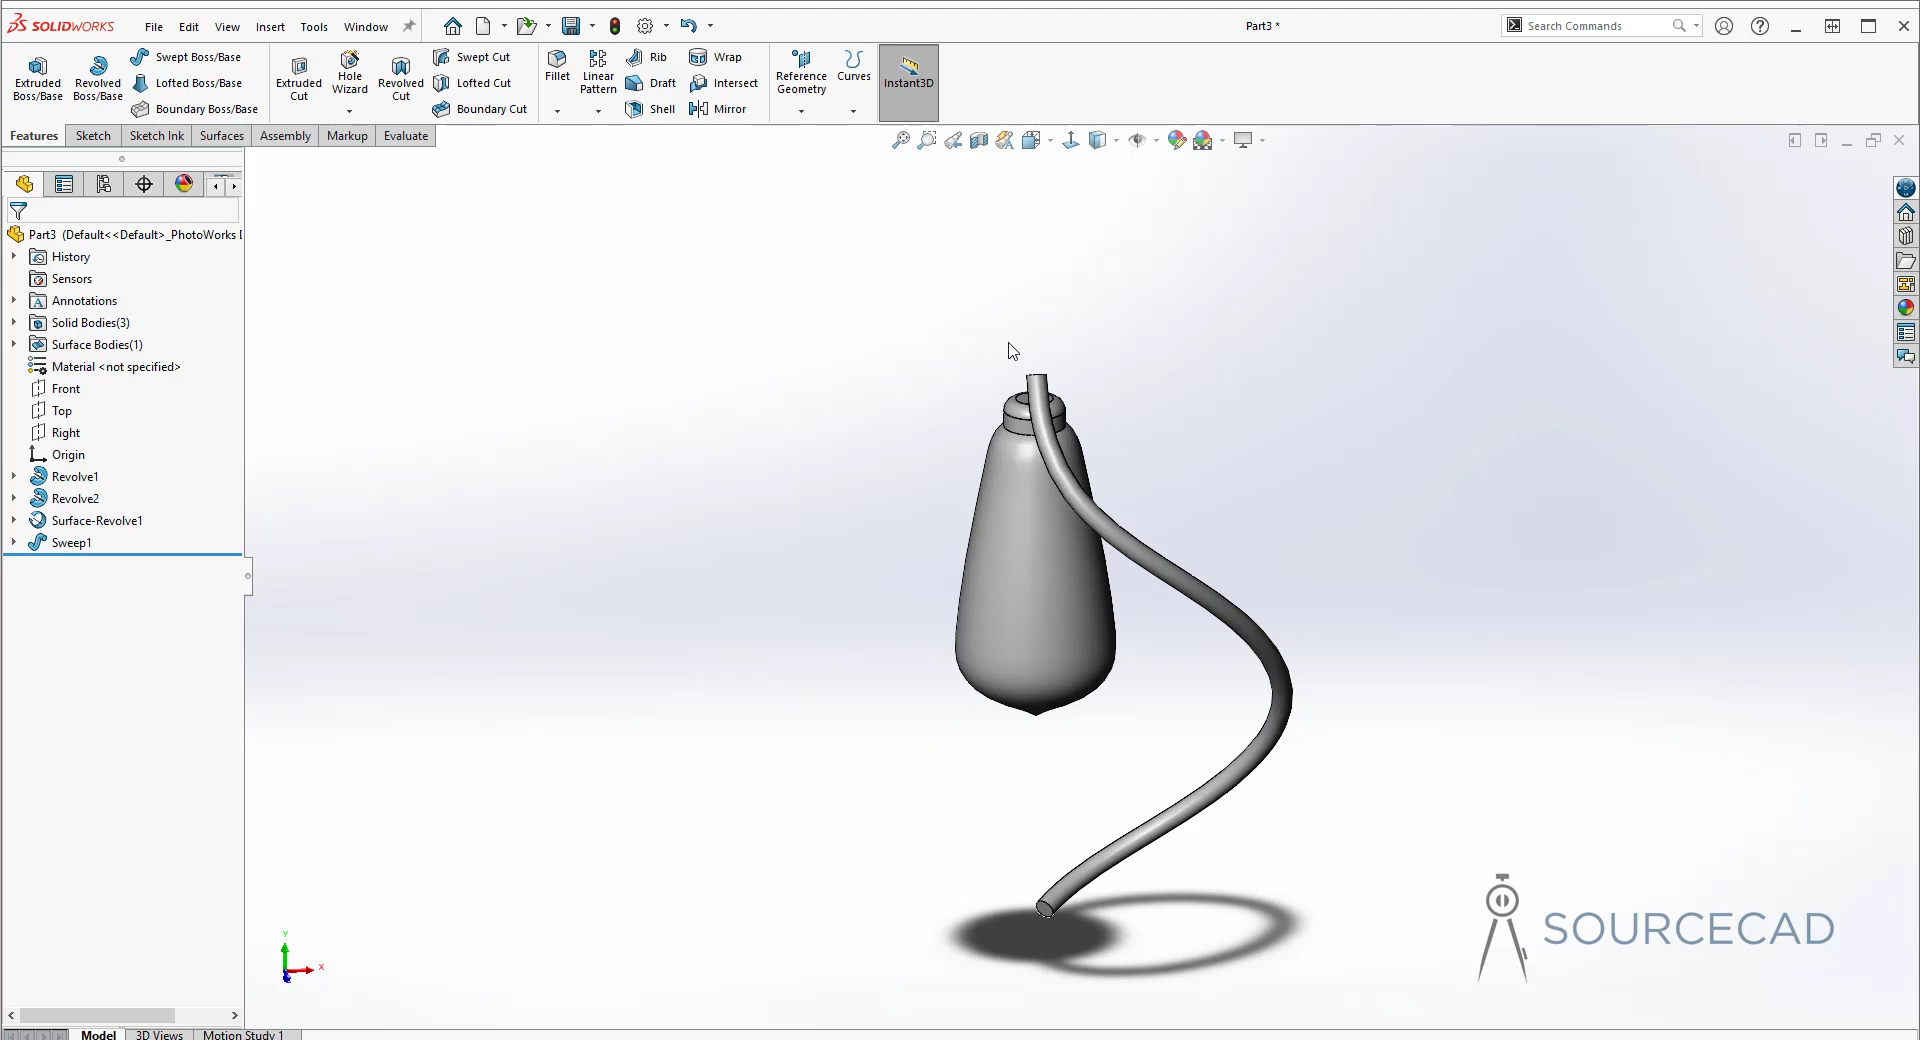 SOLIDWORKS File Edit View Insert Tools Window Part3 * Search Commands
Extruded Boss/Base
Revolved Boss/Base
Swept Boss/Base
Lofted Boss/Base
Boundary Boss/Base
Extruded Cut
Hole Wizard
Revolved Cut
Swept Cut
Lofted Cut
Boundary Cut
Fillet
Linear Pattern
Rib
Draft
Shell
Wrap
Intersect
Mirror
Reference Geometry
Curves
Instant3D
Features Sketch Sketch Ink Surfaces Assembly Markup Evaluate
Part3 (Default<<Default>_PhotoWorks
History
Sensors
Annotations
Solid Bodies(3)
Surface Bodies(1)
Material <not specified>
Front
Top
Right
Origin
Revolve1
Revolve2
Surface-Revolve1
Sweep1
Y
X
SOURCECAD
Model 3D Views Motion Study 1